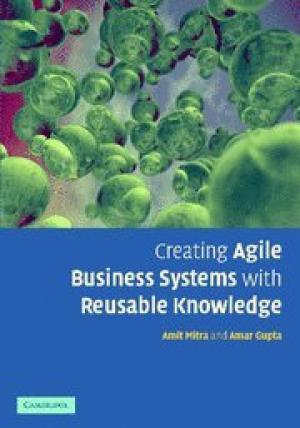 Creating Agile
Business Systems with
Reusable Knowledge
Amit Mitra and Amar Gupta
CAMBRIDGE